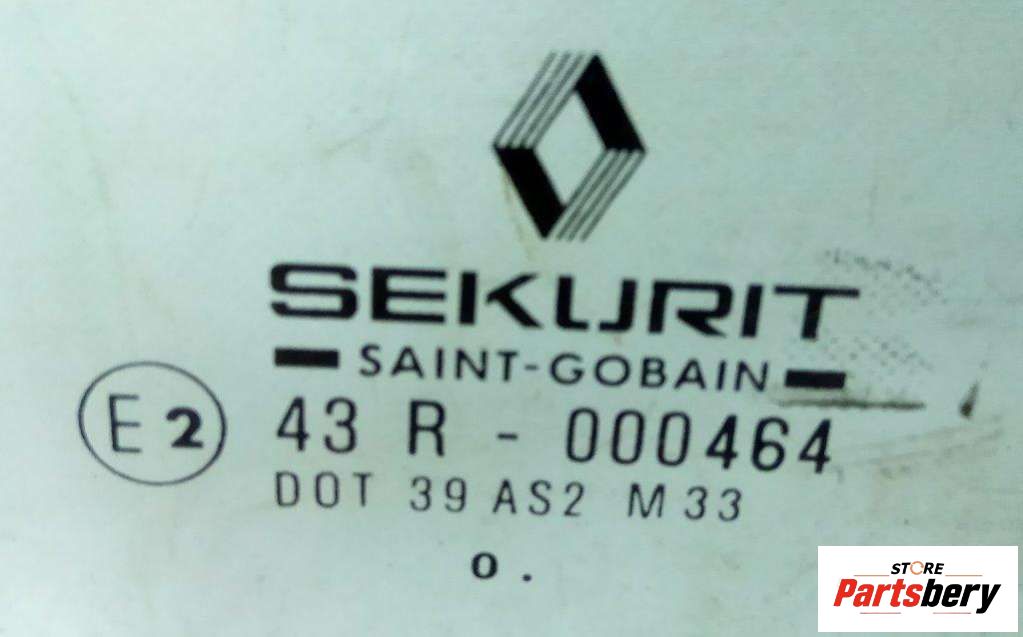 SEKURIT
SAINT-GOBAIN
E2 43 R - 000464
DOT 39 AS2 M33
0 .
STORE
Partsbery